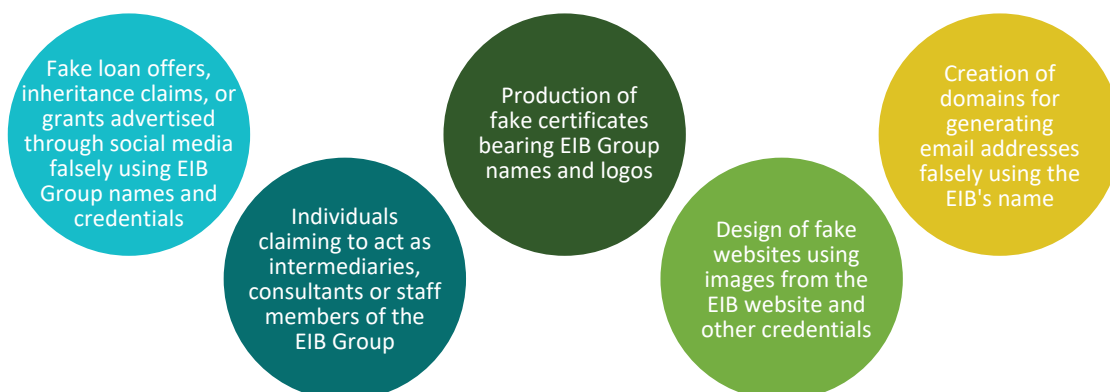 Fake loan offers,
inheritance claims, or
grants advertised
through social media
falsely using EIB
Group names and
credentials
Individuals
claiming to act as
intermediaries,
consultants or staff
members of the
EIB Group
Production of
fake certificates
bearing EIB Group
names and logos
Design of fake
websites using
images from the
EIB website and
other credentials
Creation of
domains for
generating
email addresses
falsely using the
EIB's name